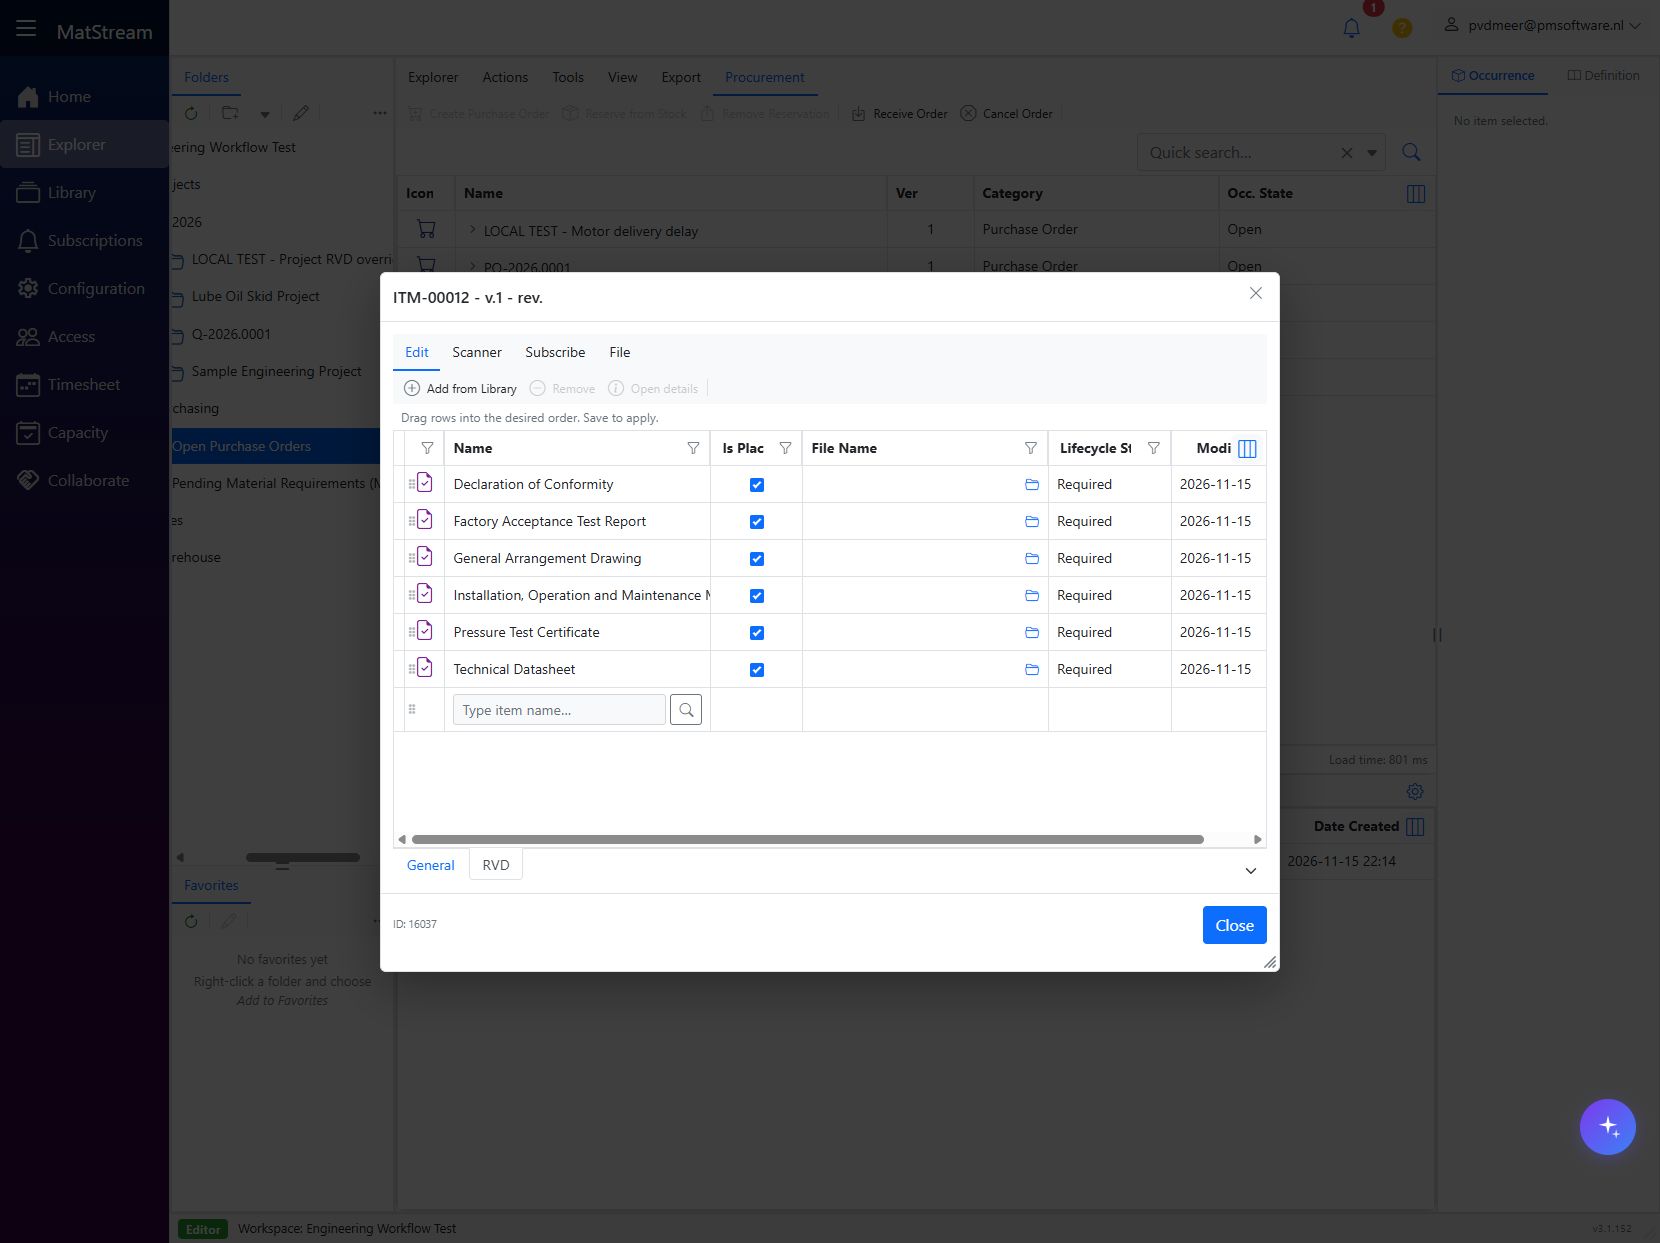 MatStream
1
pvdmeer@pmsoftware.nl
Home
Explorer
Library
Subscriptions
Configuration
Access
Timesheet
Capacity
Collaborate
Folders
ering Workflow Test
jects
2026
LOCAL TEST - Project RVD overri
Lube Oil Skid Project
Q-2026.0001
Sample Engineering Project
chasing
Open Purchase Orders
Pending Material Requirements (M
es
rehouse
Favorites
No favorites yet
Right-click a folder and choose
Add to Favorites
Explorer Actions Tools View Export Procurement
Create Purchase Order Reserve from Stock Remove Reservation Receive Order Cancel Order
Quick search...
Icon Name Ver Category Occ. State
LOCAL TEST - Motor delivery delay 1 Purchase Order Open
PO-2026.0001 1 Purchase Order Open
Load time: 801 ms
Date Created
2026-11-15 22:14
Occurrence Definition
No item selected.
ITM-00012 - v.1 - rev.
Edit Scanner Subscribe File
Add from Library Remove Open details
Drag rows into the desired order. Save to apply.
Name Is Plac File Name Lifecycle St Modi
Declaration of Conformity Required 2026-11-15
Factory Acceptance Test Report Required 2026-11-15
General Arrangement Drawing Required 2026-11-15
Installation, Operation and Maintenance M Required 2026-11-15
Pressure Test Certificate Required 2026-11-15
Technical Datasheet Required 2026-11-15
Type item name...
General RVD
ID: 16037
Close
Editor Workspace: Engineering Workflow Test
v3.1.152